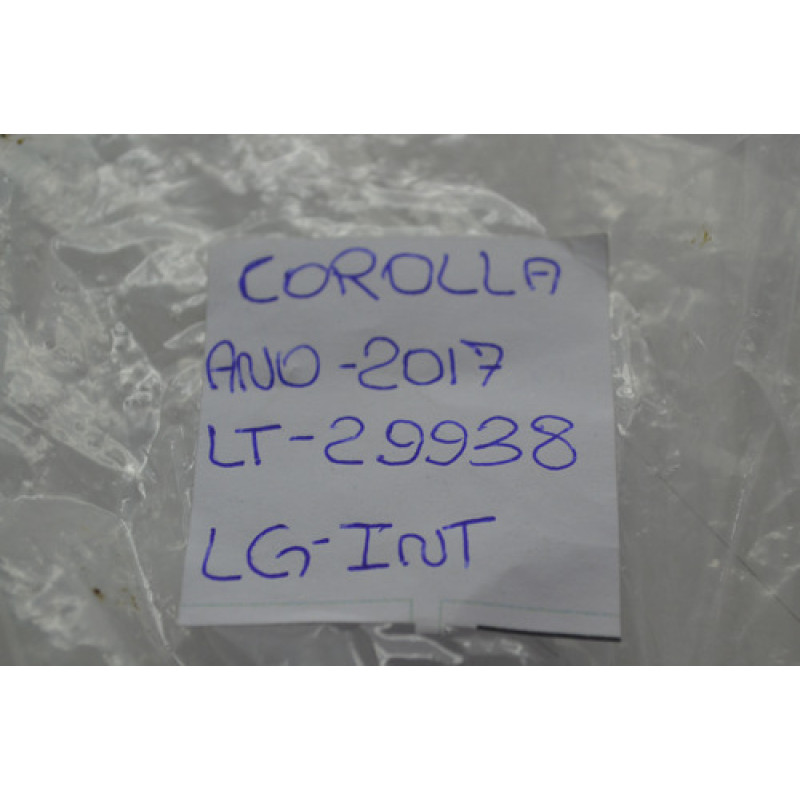 COROLLA
ANO-2017
LT-29938
LG-INT